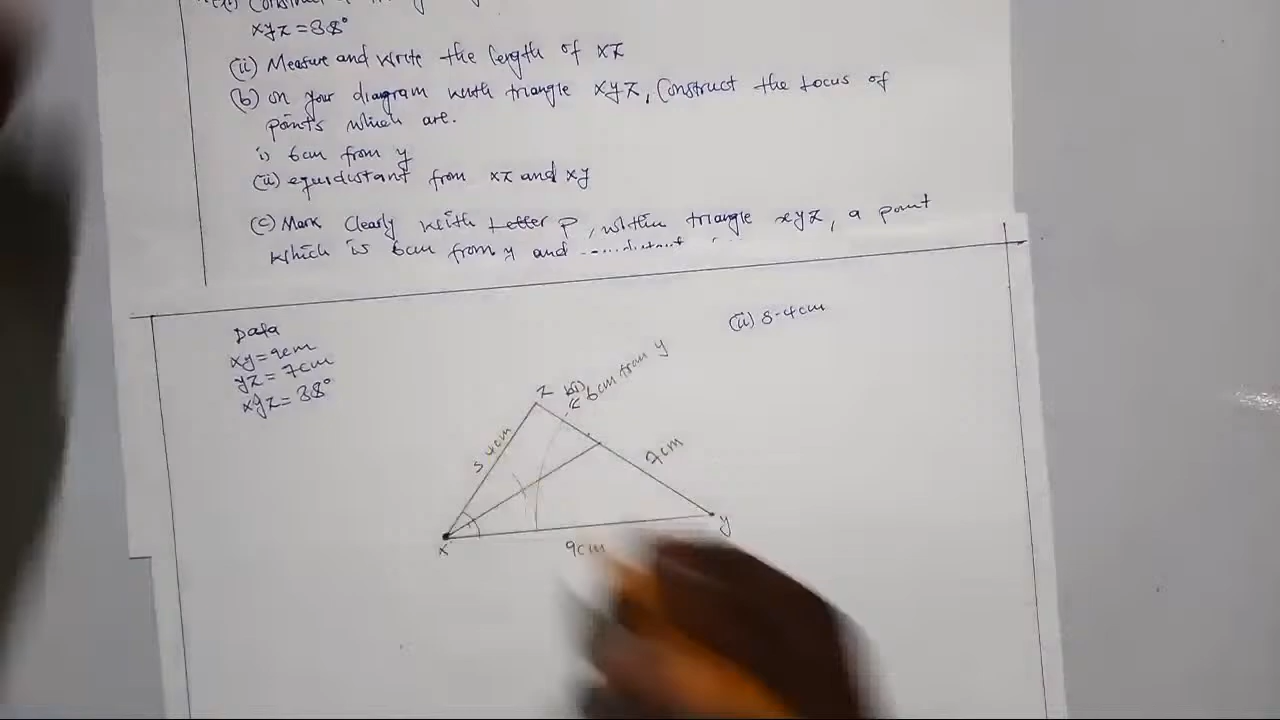 xyz = 38°
(ii) Measure and write the length of xz
(b) on your diagram with triangle xyz, Construct the locus of
points which are.
i) 6cm from y
(ii) equidistant from xz and xy
(c) Mark Clearly with Letter P, within triangle xyz, a point
which is 6cm from y and
Data
xy = 9cm
yz = 7cm
xyz = 38°
(ii) 5.4cm
z
6cm from y
5.4cm
7cm
x
y
9cm